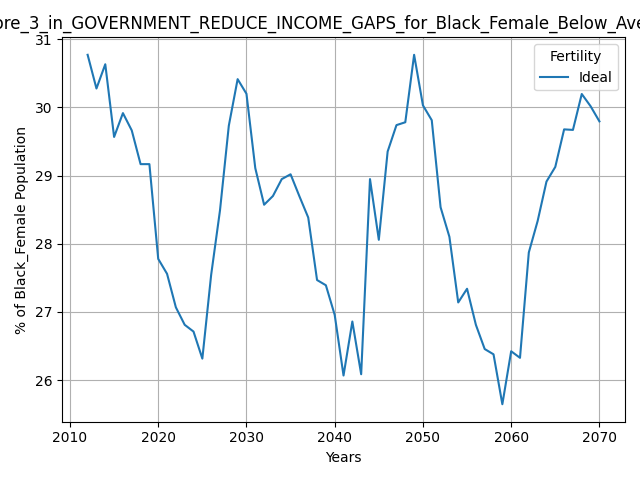 ore_3_in_GOVERNMENT_REDUCE_INCOME_GAPS_for_Black_Female_Below_Ave
Fertility
Ideal
% of Black_Female Population
31
30
29
28
27
26
2010 2020 2030 2040 2050 2060 2070
Years